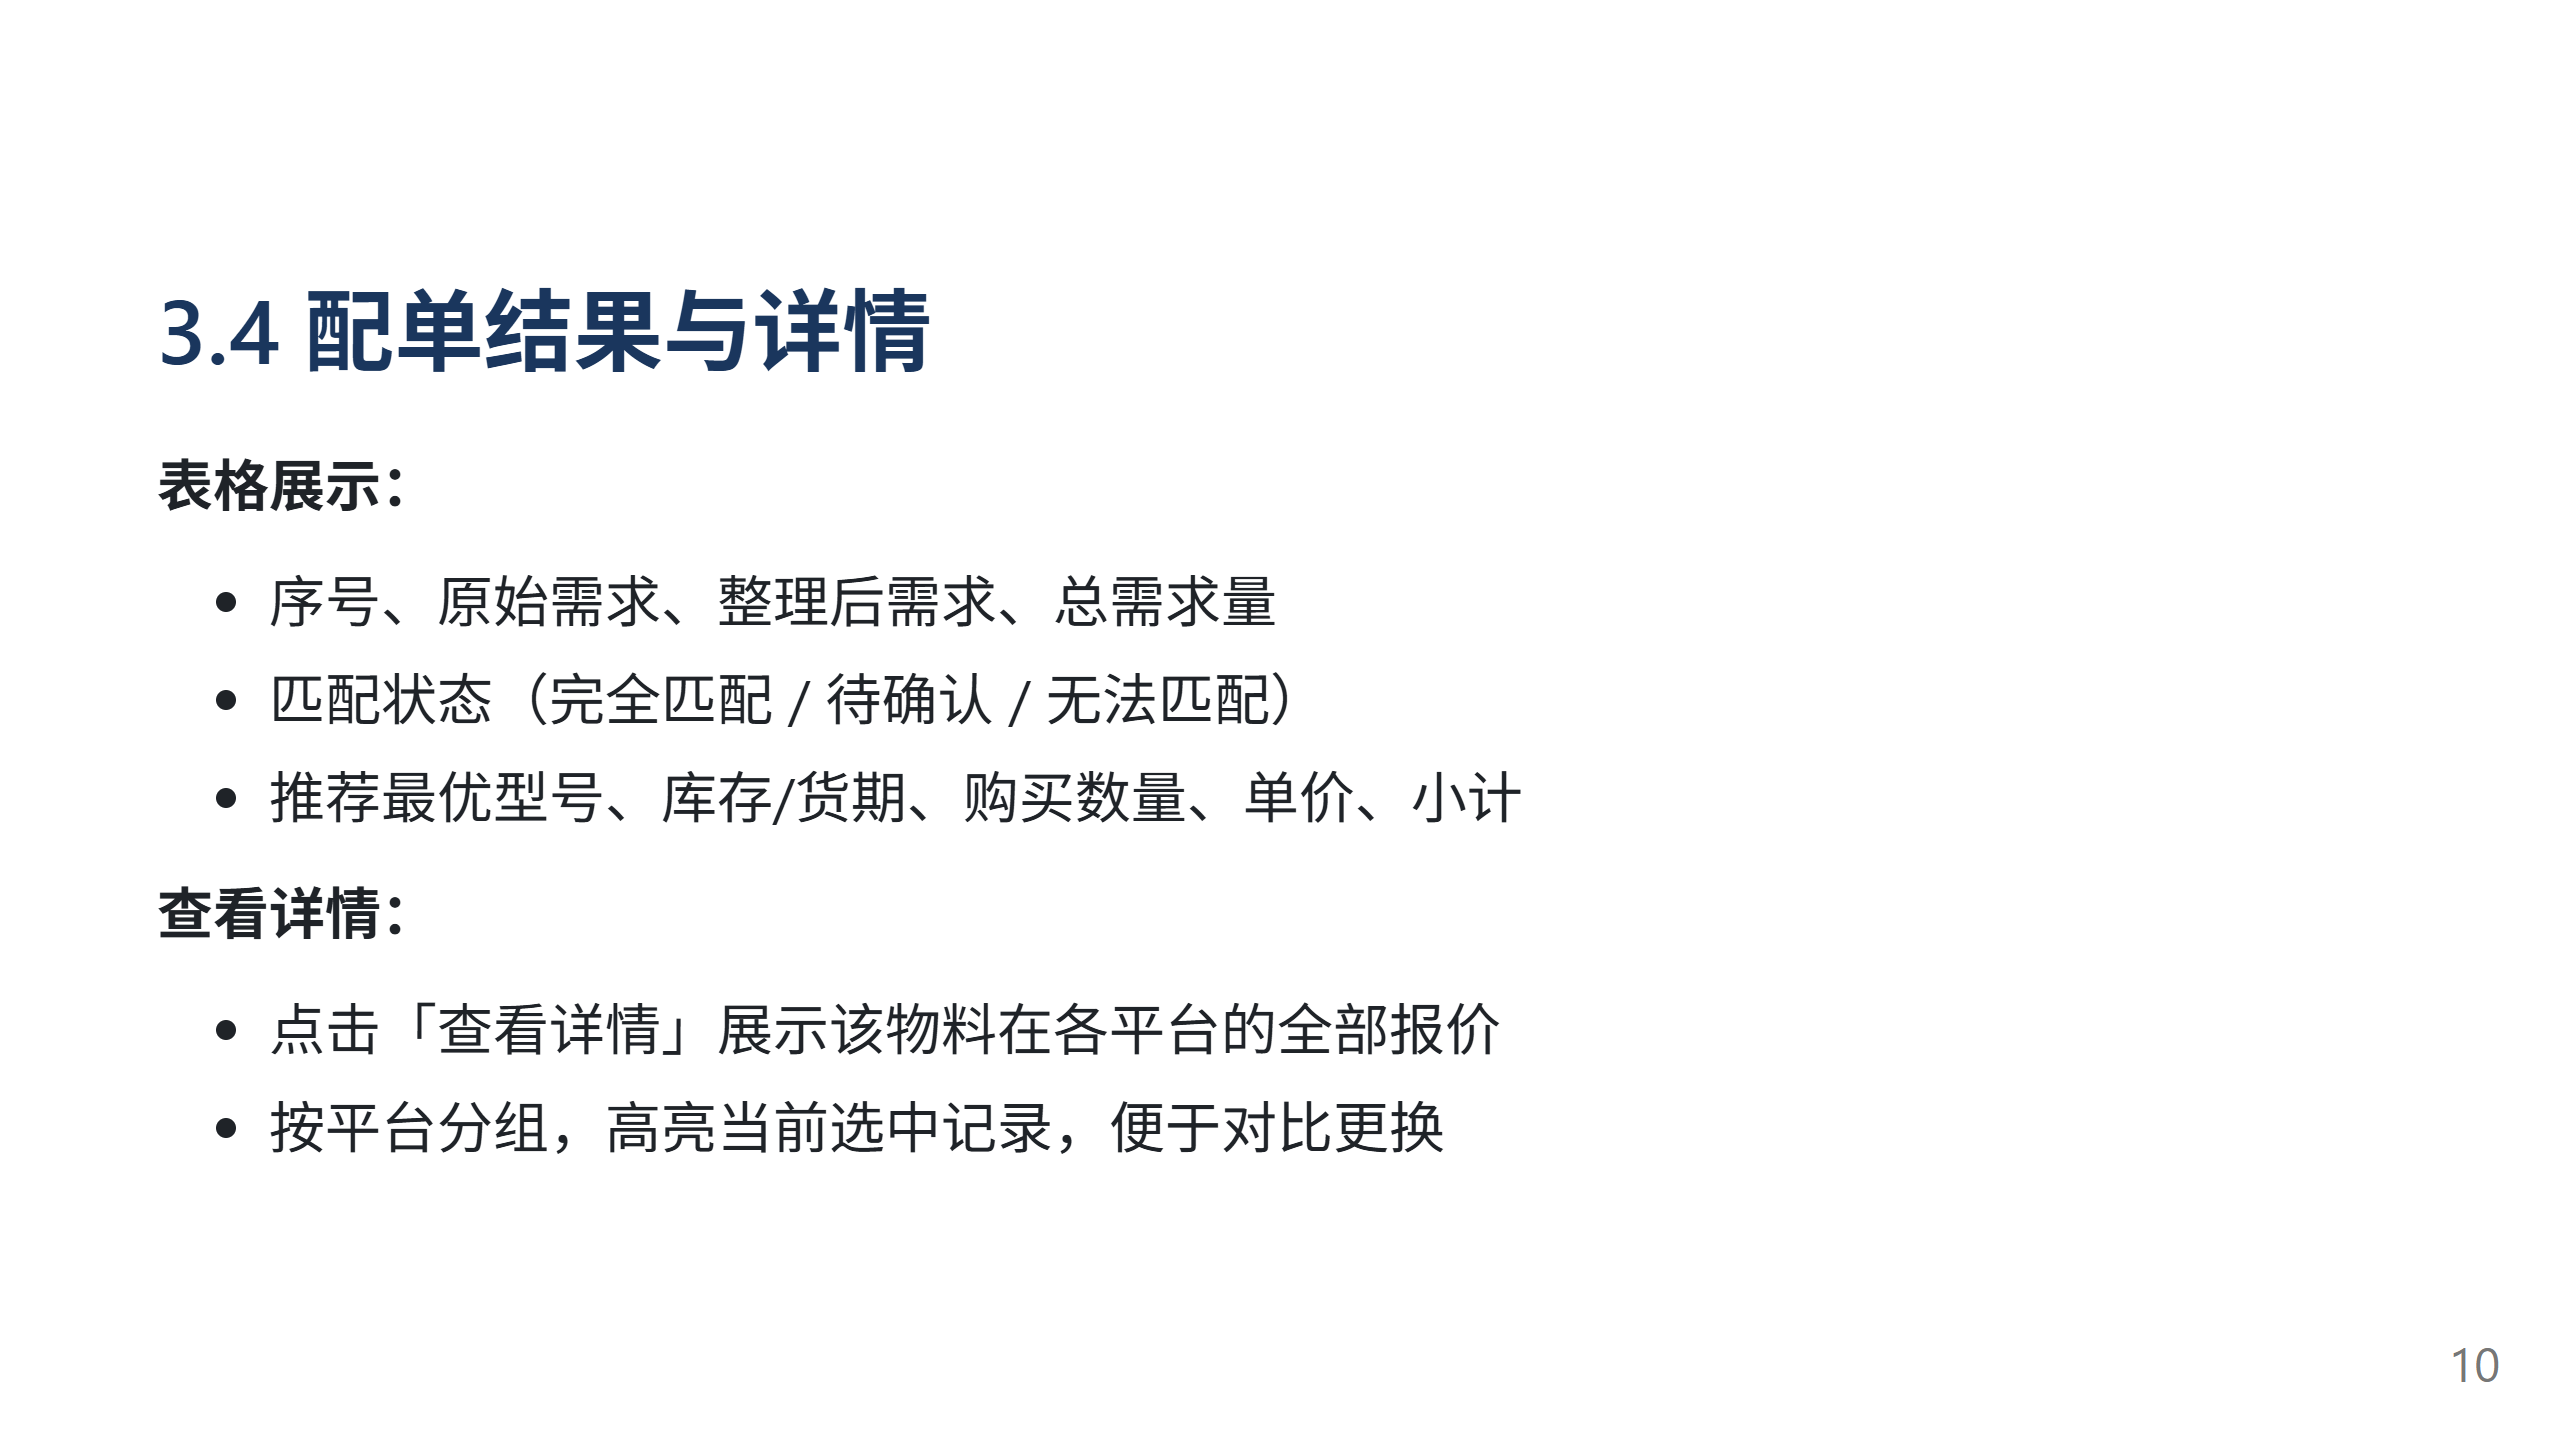 3.4 配单结果与详情
表格展示：
• 序号、原始需求、整理后需求、总需求量
• 匹配状态（完全匹配 / 待确认 / 无法匹配）
• 推荐最优型号、库存/货期、购买数量、单价、小计
查看详情：
• 点击「查看详情」展示该物料在各平台的全部报价
• 按平台分组，高亮当前选中记录，便于对比更换
10